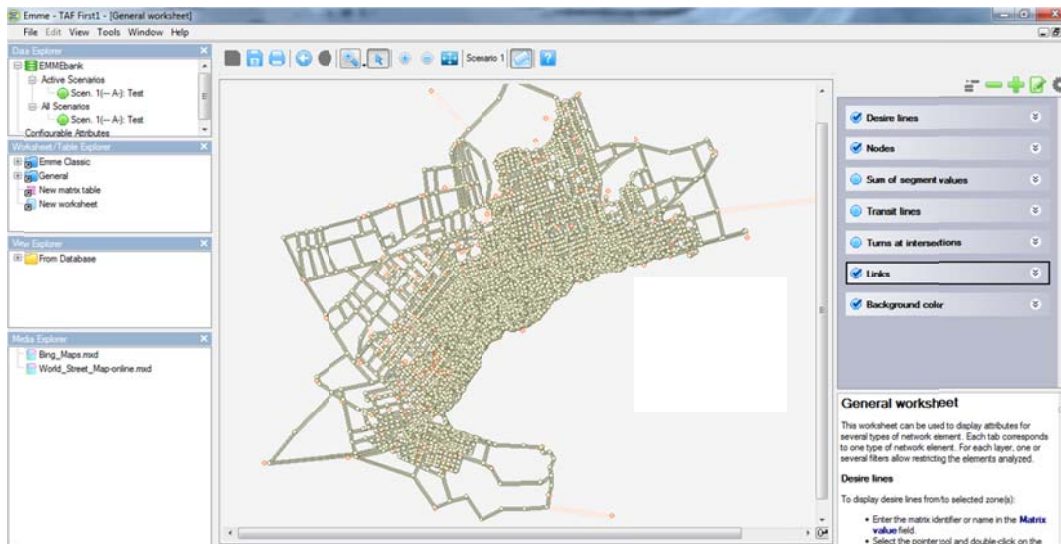 Emme - TAF First1 - [General worksheet]
File Edit View Tools Window Help
Data Explorer
EMMEbank
Active Scenarios
Scen. 1(-- A-): Test
All Scenarios
Scen. 1(-- A-): Test
Configurable Attributes
Worksheet/Table Explorer
Emme Classic
General
New matrix table
New worksheet
View Explorer
From Database
Media Explorer
Bing_Maps.mxd
World_Street_Map-online.mxd
Scenario 1
Desire lines
Nodes
Sum of segment values
Transit lines
Turns at intersections
Links
Background color
General worksheet
This worksheet can be used to display attributes for
several types of network element. Each tab corresponds
to one type of network element. For each layer, one or
several filters allow restricting the elements analyzed.
Desire lines
To display desire lines from/to selected zone(s):
• Enter the matrix identifier or name in the Matrix
value field.
• Select the pointer tool and double-click on the